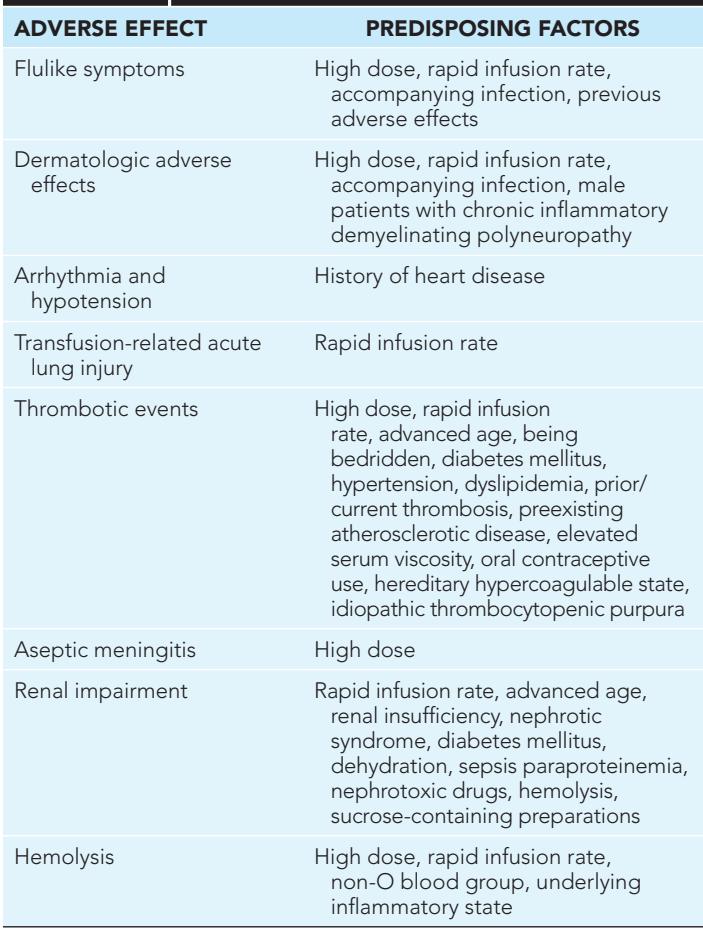 ADVERSE EFFECT PREDISPOSING FACTORS
Flulike symptoms High dose, rapid infusion rate,
accompanying infection, previous
adverse effects
Dermatologic adverse High dose, rapid infusion rate,
effects accompanying infection, male
patients with chronic inflammatory
demyelinating polyneuropathy
Arrhythmia and History of heart disease
hypotension
Transfusion-related acute Rapid infusion rate
lung injury
Thrombotic events High dose, rapid infusion
rate, advanced age, being
bedridden, diabetes mellitus,
hypertension, dyslipidemia, prior/
current thrombosis, preexisting
atherosclerotic disease, elevated
serum viscosity, oral contraceptive
use, hereditary hypercoagulable state,
idiopathic thrombocytopenic purpura
Aseptic meningitis High dose
Renal impairment Rapid infusion rate, advanced age,
renal insufficiency, nephrotic
syndrome, diabetes mellitus,
dehydration, sepsis paraproteinemia,
nephrotoxic drugs, hemolysis,
sucrose-containing preparations
Hemolysis High dose, rapid infusion rate,
non-O blood group, underlying
inflammatory state